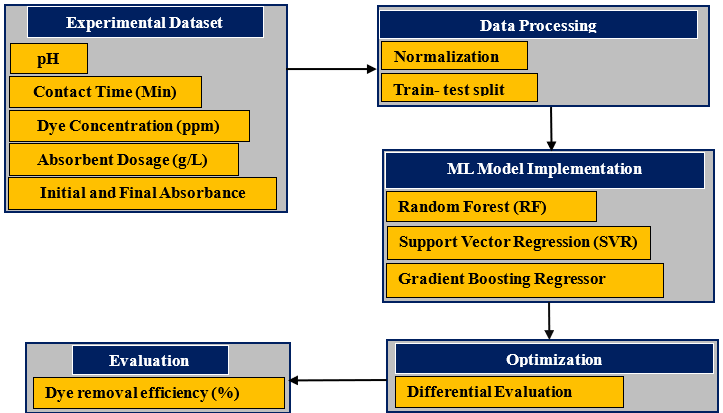 Experimental Dataset
pH
Contact Time (Min)
Dye Concentration (ppm)
Absorbent Dosage (g/L)
Initial and Final Absorbance
Data Processing
Normalization
Train- test split
ML Model Implementation
Random Forest (RF)
Support Vector Regression (SVR)
Gradient Boosting Regressor
Optimization
Differential Evaluation
Evaluation
Dye removal efficiency (%)